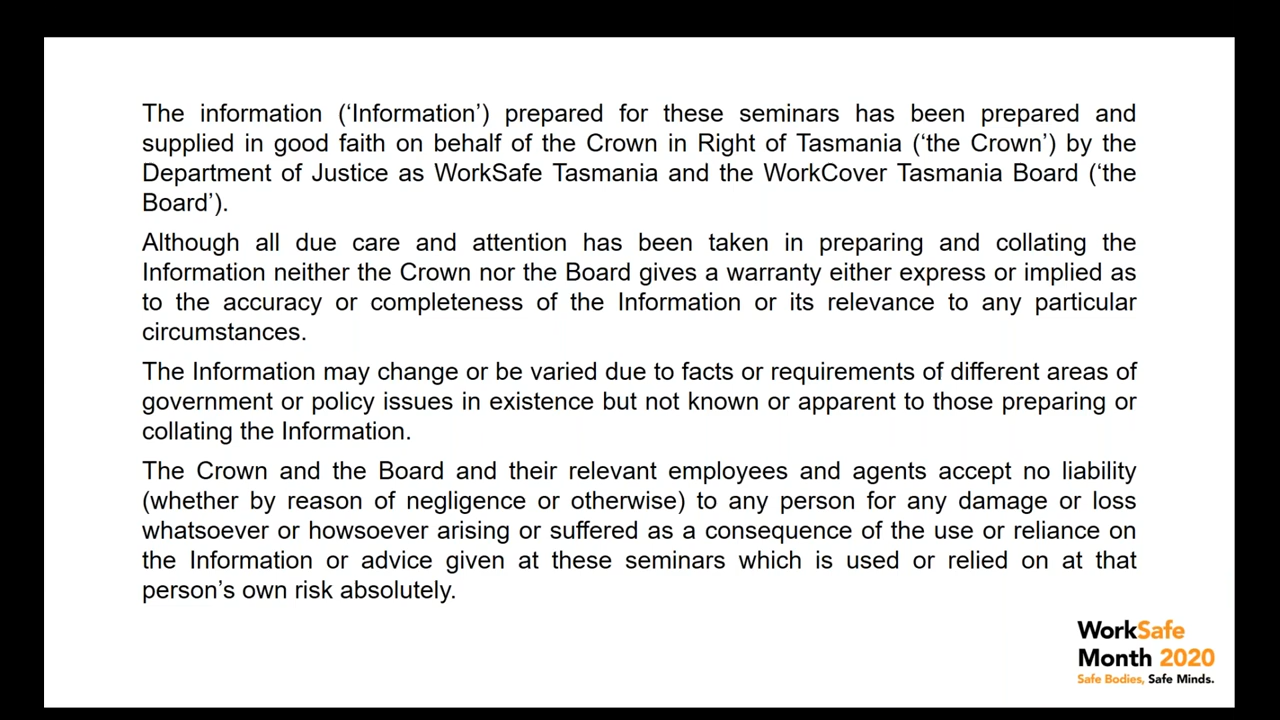 The information (‘Information’) prepared for these seminars has been prepared and
supplied in good faith on behalf of the Crown in Right of Tasmania (‘the Crown’) by the
Department of Justice as WorkSafe Tasmania and the WorkCover Tasmania Board (‘the
Board’).
Although all due care and attention has been taken in preparing and collating the
Information neither the Crown nor the Board gives a warranty either express or implied as
to the accuracy or completeness of the Information or its relevance to any particular
circumstances.
The Information may change or be varied due to facts or requirements of different areas of
government or policy issues in existence but not known or apparent to those preparing or
collating the Information.
The Crown and the Board and their relevant employees and agents accept no liability
(whether by reason of negligence or otherwise) to any person for any damage or loss
whatsoever or howsoever arising or suffered as a consequence of the use or reliance on
the Information or advice given at these seminars which is used or relied on at that
person’s own risk absolutely.
WorkSafe
Month 2020
Safe Bodies, Safe Minds.